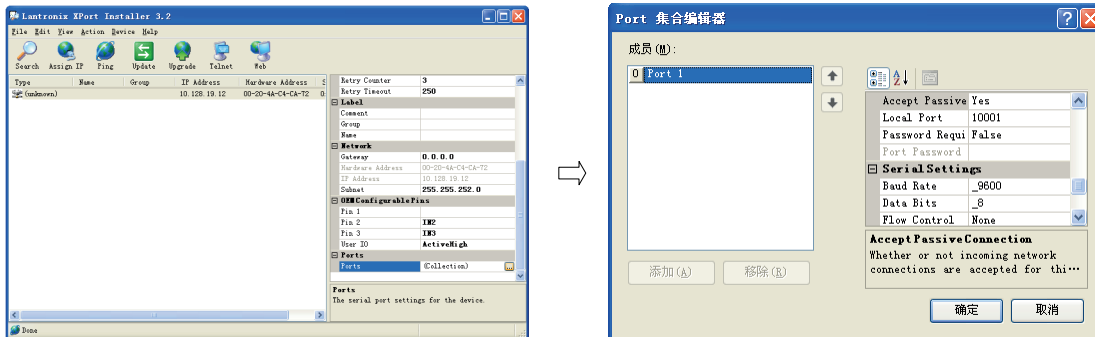 Lantronix XPort Installer 3.2
File Edit View Action Device Help
Search Assign IP Ping Update Upgrade Telnet Web
Type Name Group IP Address Hardware Address S
(unknown) 10.128.19.12 00-20-4A-C4-CA-72 0
Retry Counter 3
Retry Timeout 250
Label
Comment
Group
Name
Network
Gateway 0.0.0.0
Hardware Address 00-20-4A-C4-CA-72
IP Address 10.128.19.12
Subnet 255.255.252.0
OEM Configurable Pins
Pin 1
Pin 2 IN2
Pin 3 IN3
User IO ActiveHigh
Ports
Ports (Collection) ...
Ports
The serial port settings for the device.
Done
Port 集合编辑器
成员(M):
0 Port 1
Accept Passive Yes
Local Port 10001
Password Requi False
Port Password
Serial Settings
Baud Rate _9600
Data Bits _8
Flow Control None
AcceptPassiveConnection
Whether or not incoming network
connections are accepted for thi...
添加(A) 移除(R)
确定 取消